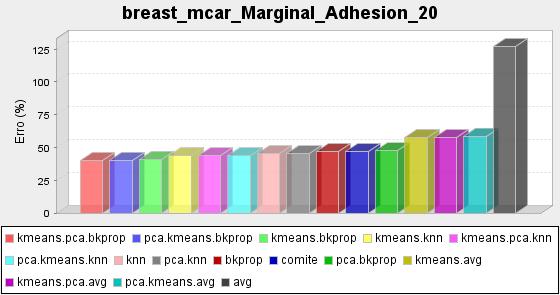 breast_mcar_Marginal_Adhesion_20
Erro (%)
125
100
75
50
25
0
kmeans.pca.bkprop pca.kmeans.bkprop kmeans.bkprop kmeans.knn kmeans.pca.knn
pca.kmeans.knn knn pca.knn bkprop comite pca.bkprop kmeans.avg
kmeans.pca.avg pca.kmeans.avg avg